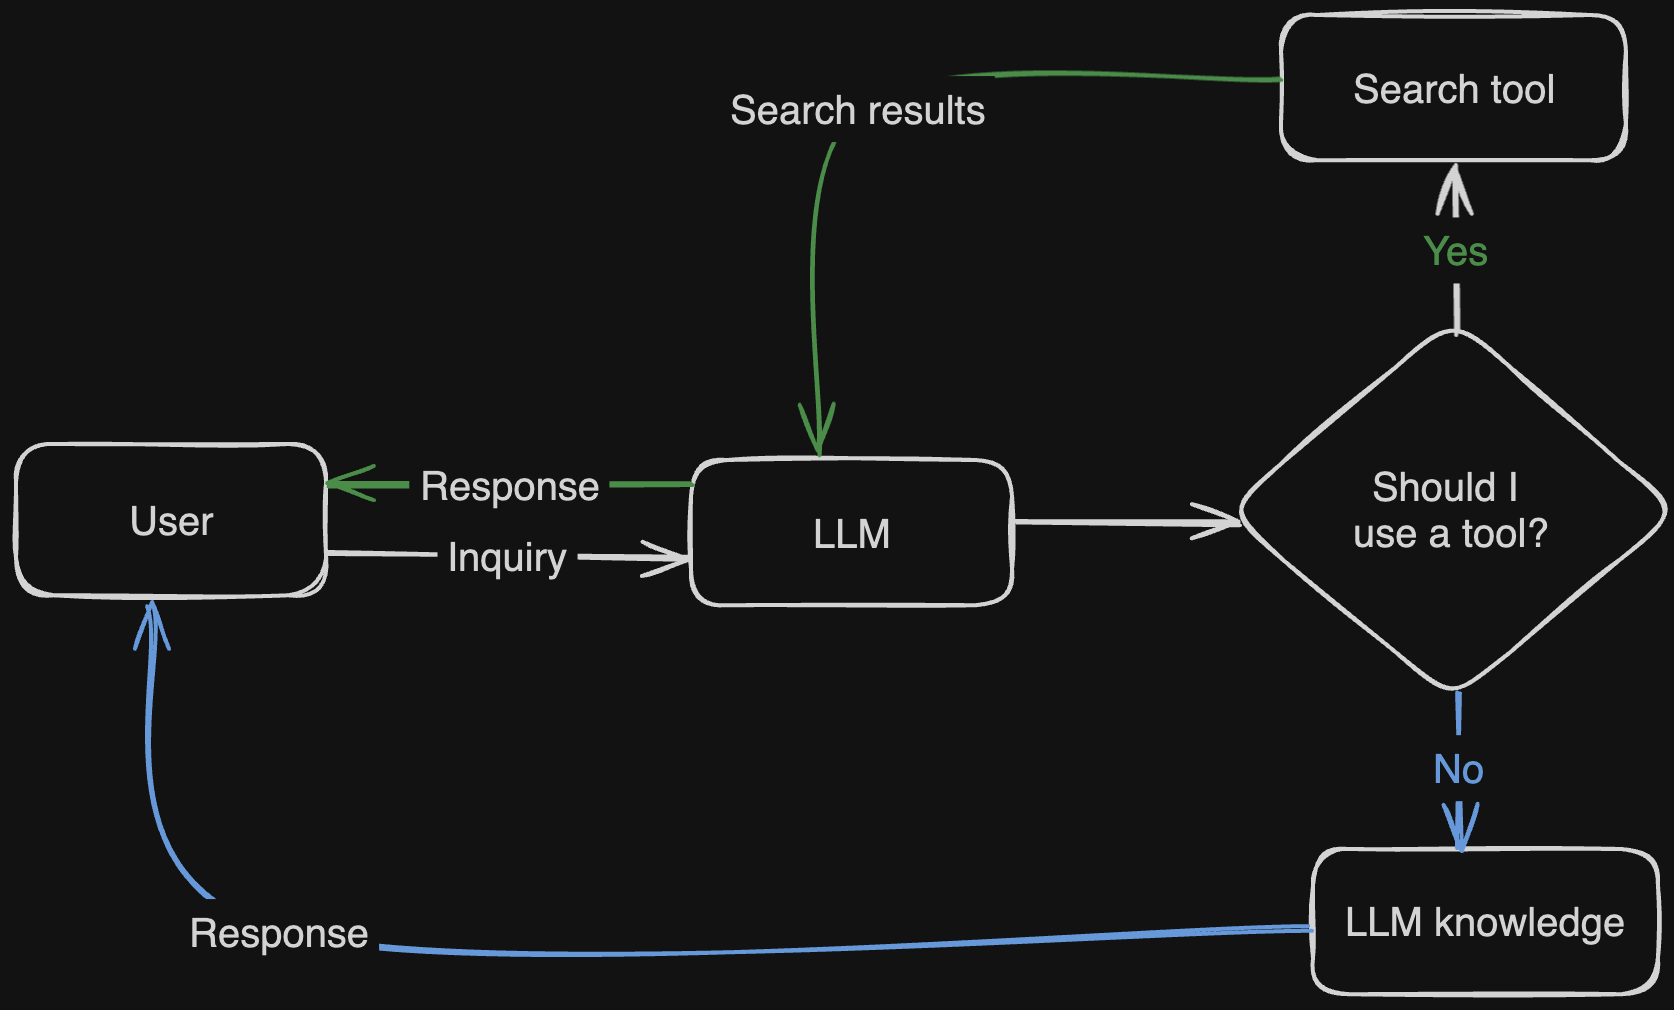 Search tool
Search results
Yes
Should I
use a tool?
Response
User
LLM
Inquiry
No
LLM knowledge
Response